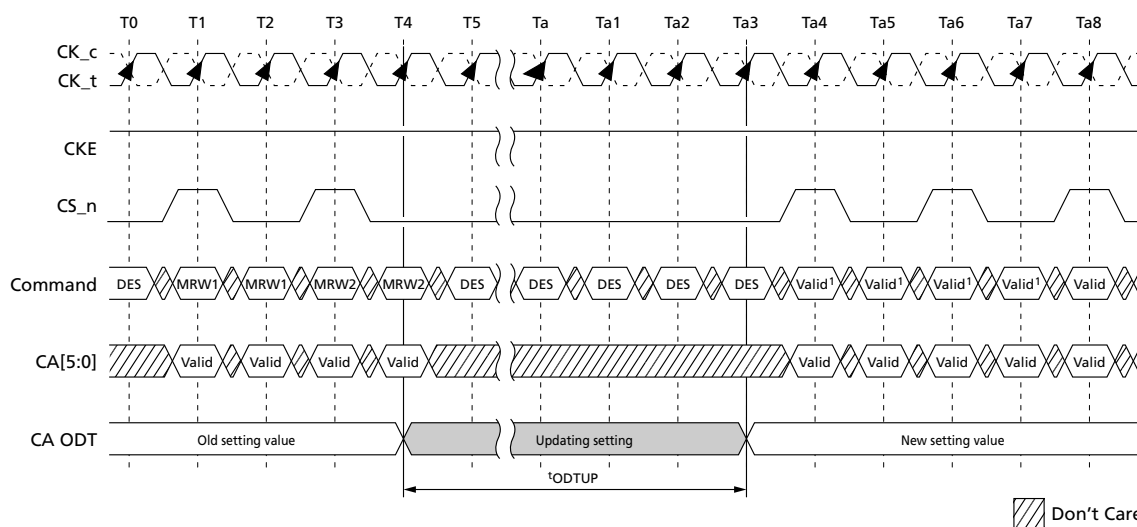 T0 T1 T2 T3 T4 T5 Ta Ta1 Ta2 Ta3 Ta4 Ta5 Ta6 Ta7 Ta8
CK_c
CK_t
CKE
CS_n
Command DES MRW1 MRW1 MRW2 MRW2 DES DES DES DES DES Valid¹ Valid¹ Valid¹ Valid¹ Valid
CA[5:0] Valid Valid Valid Valid Valid Valid Valid Valid Valid
CA ODT Old setting value Updating setting New setting value
tODTUP
Don't Care